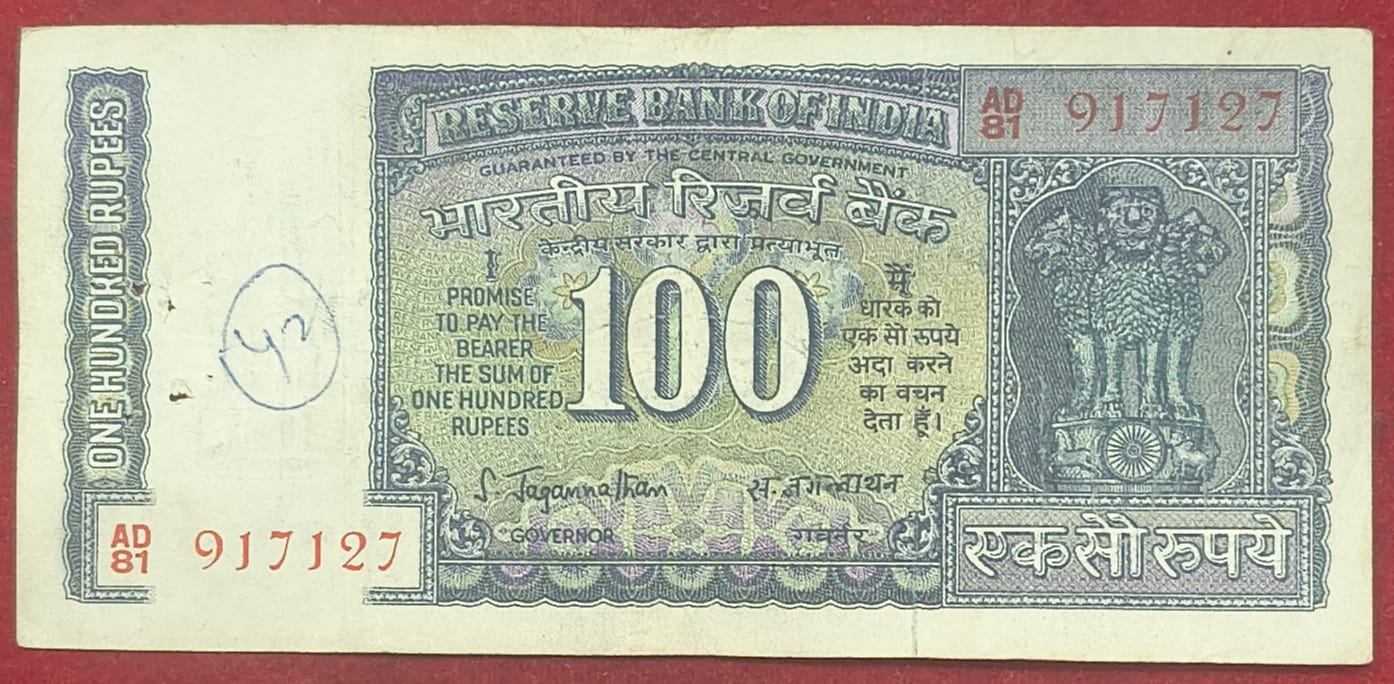 ONE HUNDRED RUPEES
RESERVE BANK OF INDIA
AD
81 917127
GUARANTEED BY THE CENTRAL GOVERNMENT
भारतीय रिज़र्व बैंक
केन्द्रीय सरकार द्वारा प्रत्याभूत
I
PROMISE
TO PAY THE
BEARER
THE SUM OF
ONE HUNDRED
RUPEES
100
मैं
धारक को
एक सौ रुपये
अदा करने
का वचन
देता हूँ।
42
S. Jagannathan
स. जगन्नाथन
GOVERNOR
गवर्नर
AD
81 917127
एक सौ रुपये